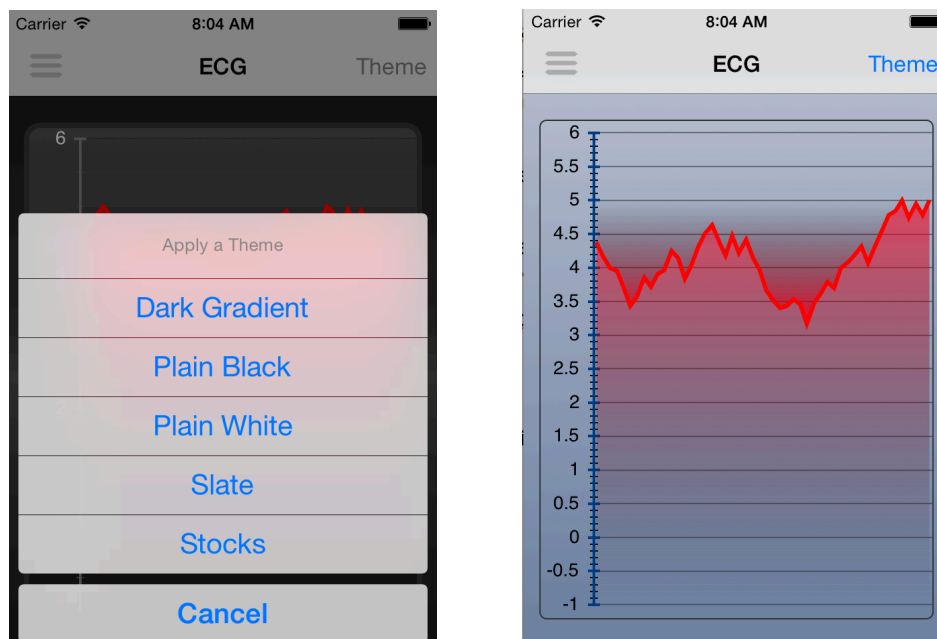 Carrier 8:04 AM
ECG Theme
6
Apply a Theme
Dark Gradient
Plain Black
Plain White
Slate
Stocks
Cancel
Carrier 8:04 AM
ECG Theme
6
5.5
5
4.5
4
3.5
3
2.5
2
1.5
1
0.5
0
-0.5
-1